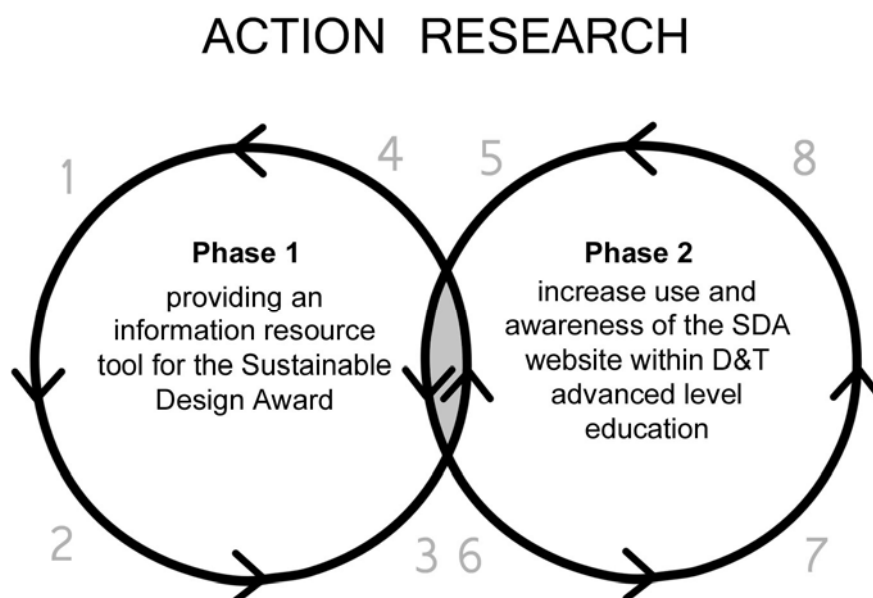 ACTION RESEARCH
1
4
5
8
Phase 1
providing an
information resource
tool for the Sustainable
Design Award
Phase 2
increase use and
awareness of the SDA
website within D&T
advanced level
education
2
3
6
7